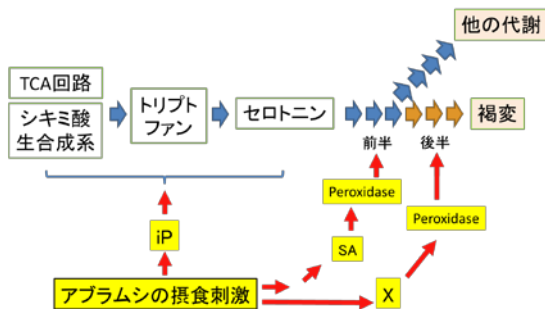 他の代謝
TCA回路
シキミ酸
生合成系
トリプト
ファン
セロトニン
褐変
前半
後半
Peroxidase
Peroxidase
iP
SA
X
アブラムシの摂食刺激